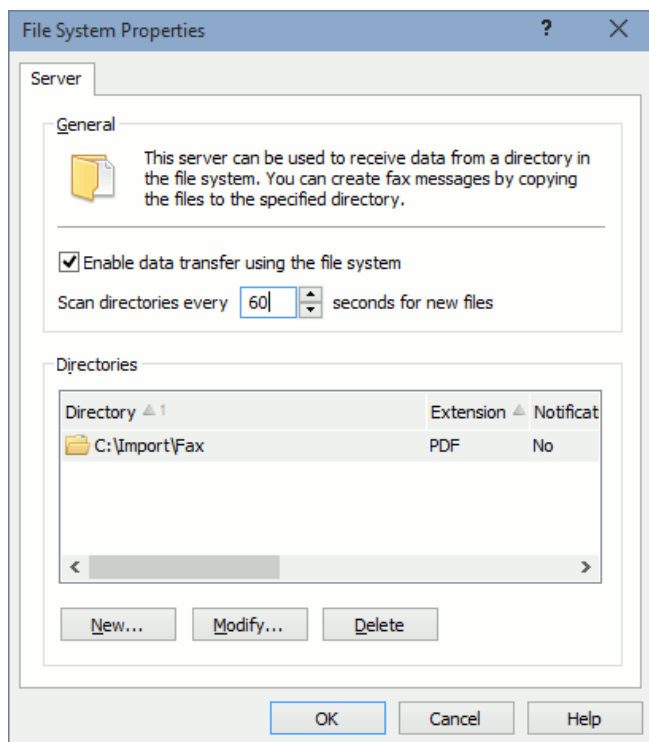 File System Properties ?
Server
General
This server can be used to receive data from a directory in
the file system. You can create fax messages by copying
the files to the specified directory.
Enable data transfer using the file system
Scan directories every 60 seconds for new files
Directories
Directory 1 Extension Notificat
C:\Import\Fax PDF No
New... Modify... Delete
OK Cancel Help